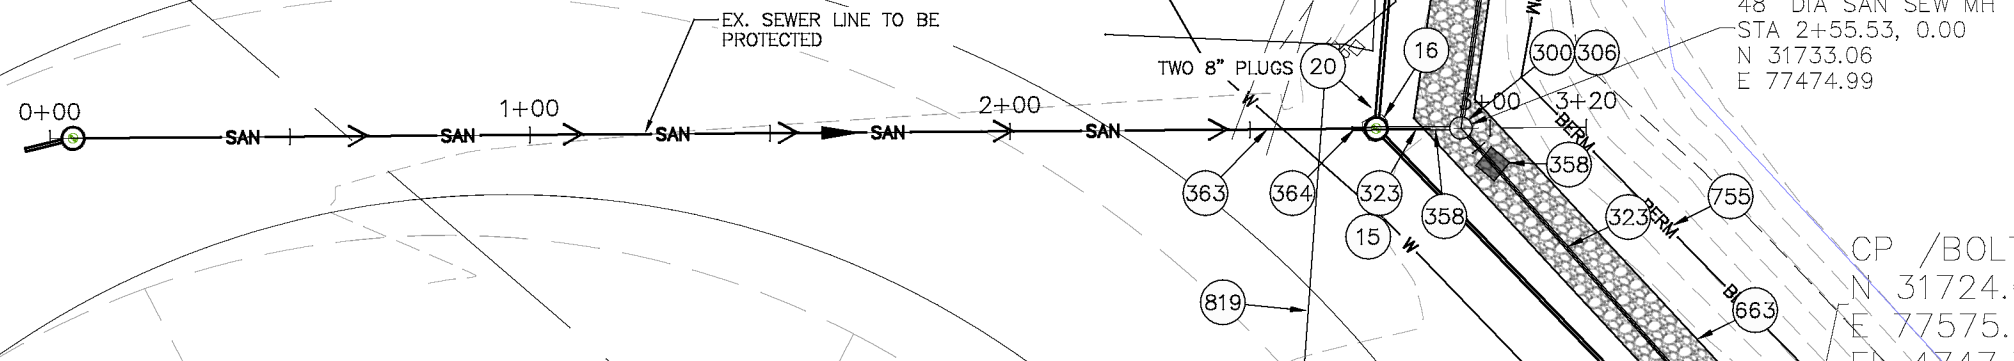 EX. SEWER LINE TO BE
PROTECTED
48" DIA SAN SEW MH
STA 2+55.53, 0.00
N 31733.06
E 77474.99
TWO 8" PLUGS
20
16
300
306
0+00
1+00
2+00
3+00
3+20
SAN
SAN
SAN
SAN
SAN
W
BERM
358
363
364
323
358
15
W
323
BERM
755
819
663
CP /BOL
N 31724.
E 77575.